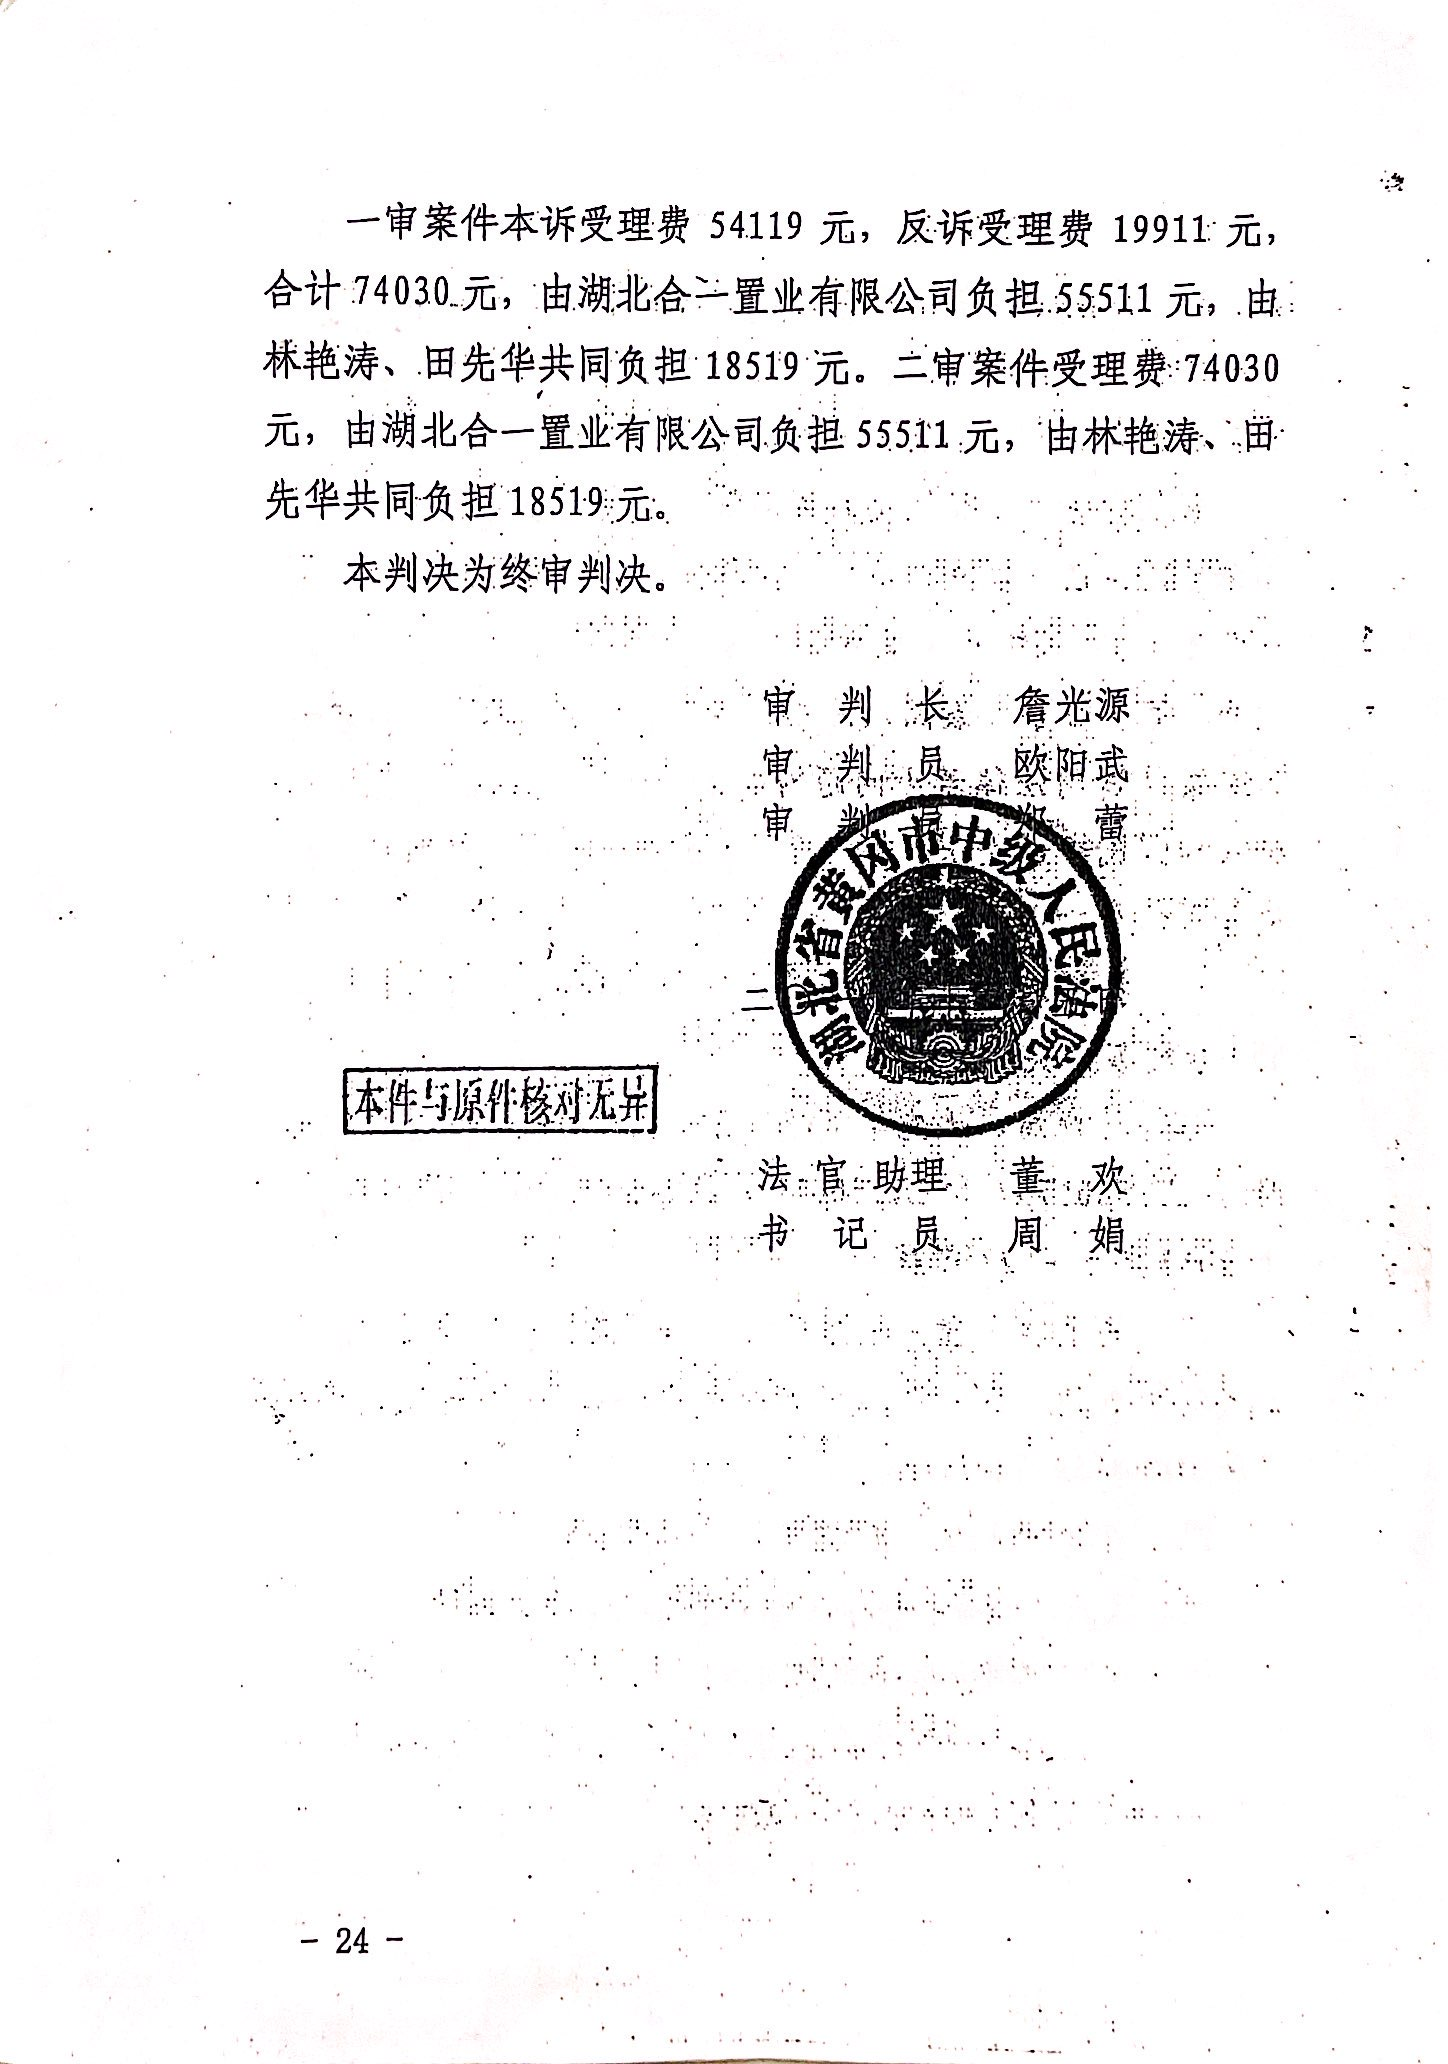 一审案件本诉受理费 54119 元，反诉受理费 19911 元，
合计 74030 元，由湖北合一置业有限公司负担 55511 元，由
林艳涛、田先华共同负担 18519 元。二审案件受理费 74030
元，由湖北合一置业有限公司负担 55511 元，由林艳涛、田
先华共同负担 18519 元。
本判决为终审判决。
审 判 长 詹光源
审 判 员 欧阳武
审 判 员 郑 蕾
湖北省黄冈市中级人民法院
二
本件与原件核对无异
法 官 助 理 董 欢
书 记 员 周 娟
- 24 -